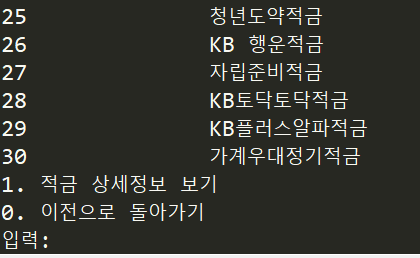 25 청년도약적금
26 KB 행운적금
27 자립준비적금
28 KB토닥토닥적금
29 KB플러스알파적금
30 가계우대정기적금
1. 적금 상세정보 보기
0. 이전으로 돌아가기
입력: